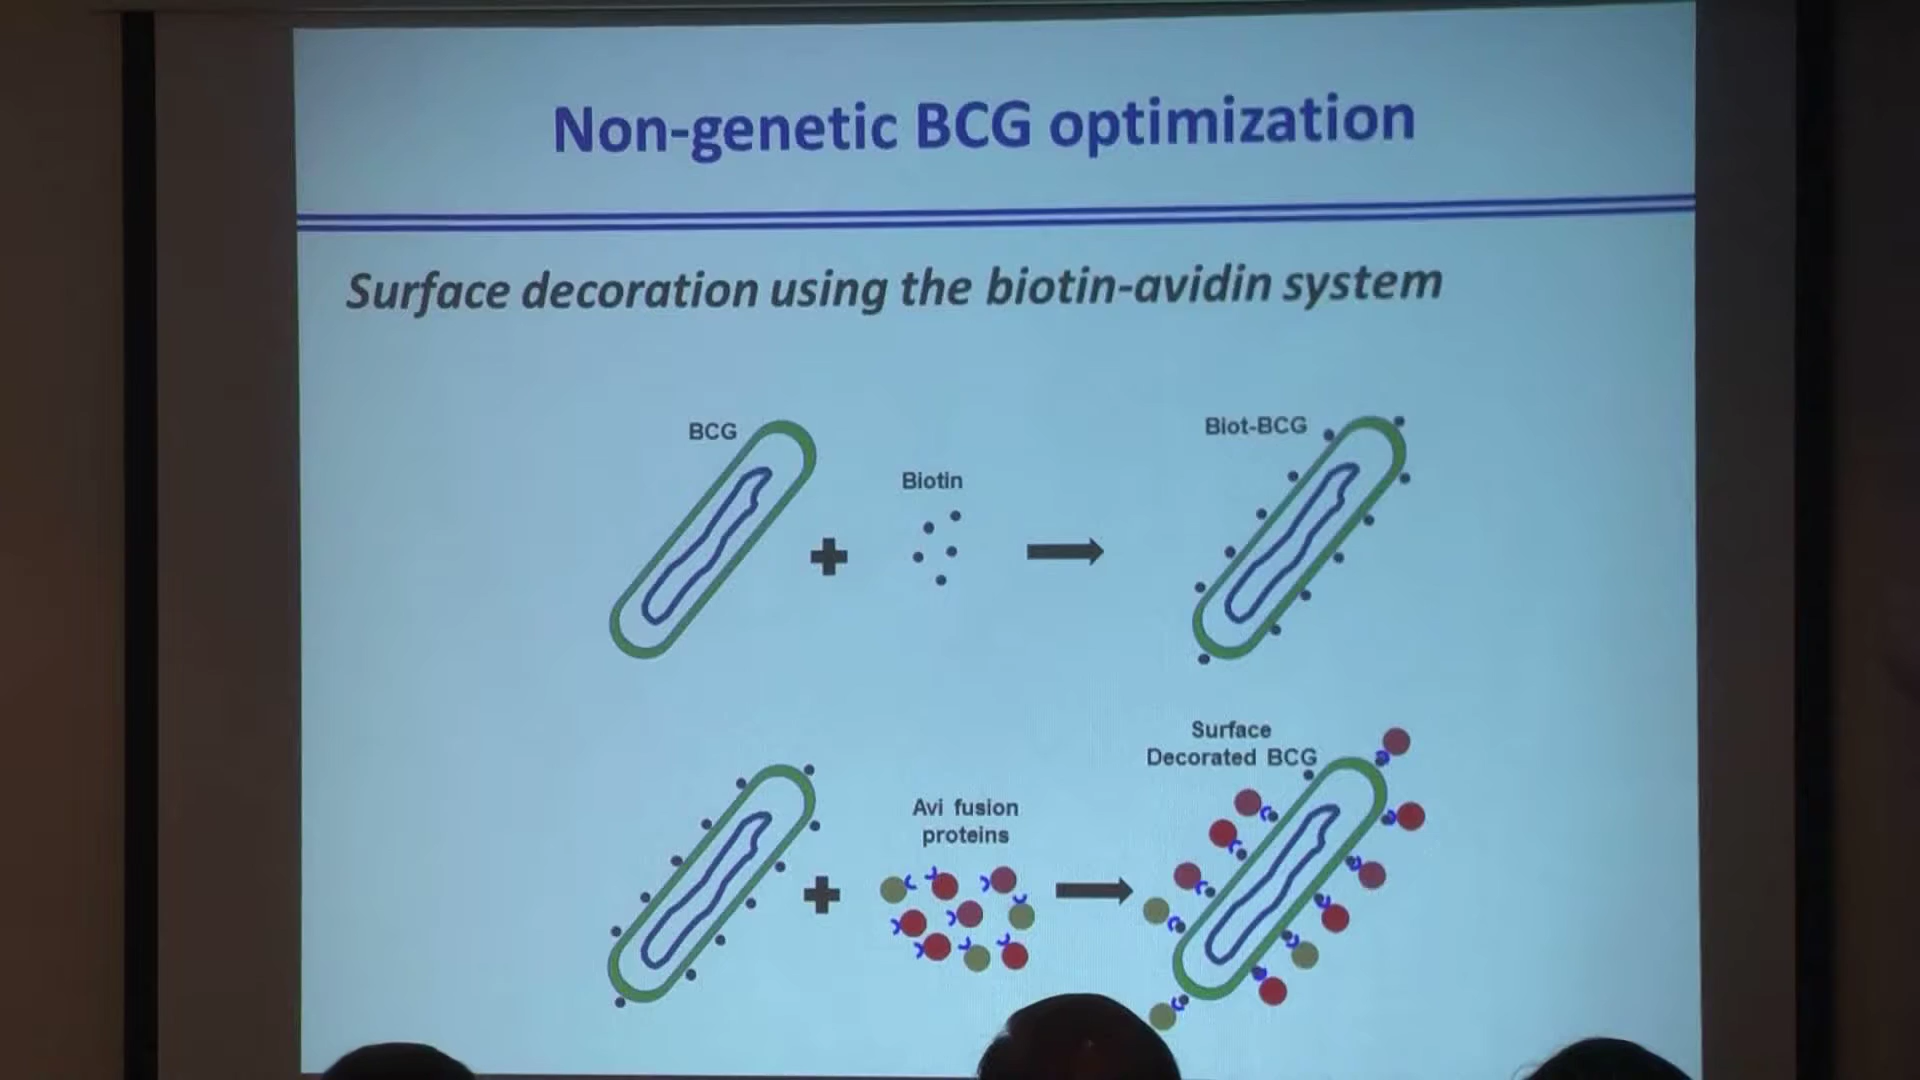 Non-genetic BCG optimization
Surface decoration using the biotin-avidin system
BCG
Biotin
Biot-BCG
Avi fusion
proteins
Surface
Decorated BCG